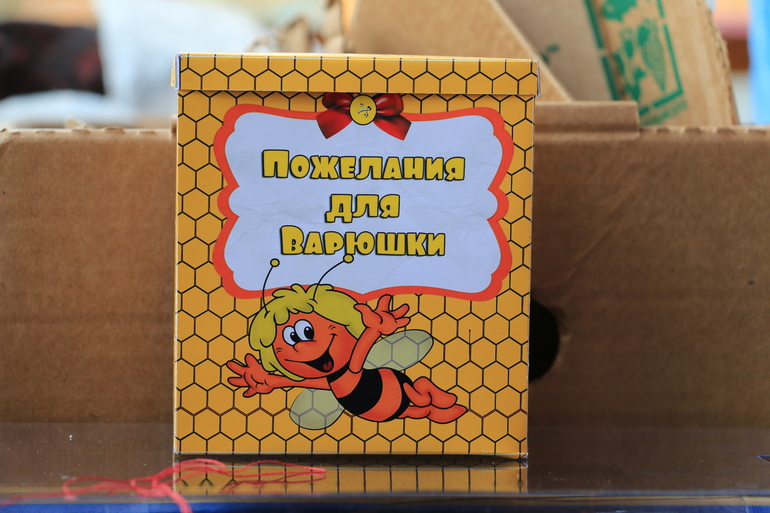 Пожелания
для
Варюшки